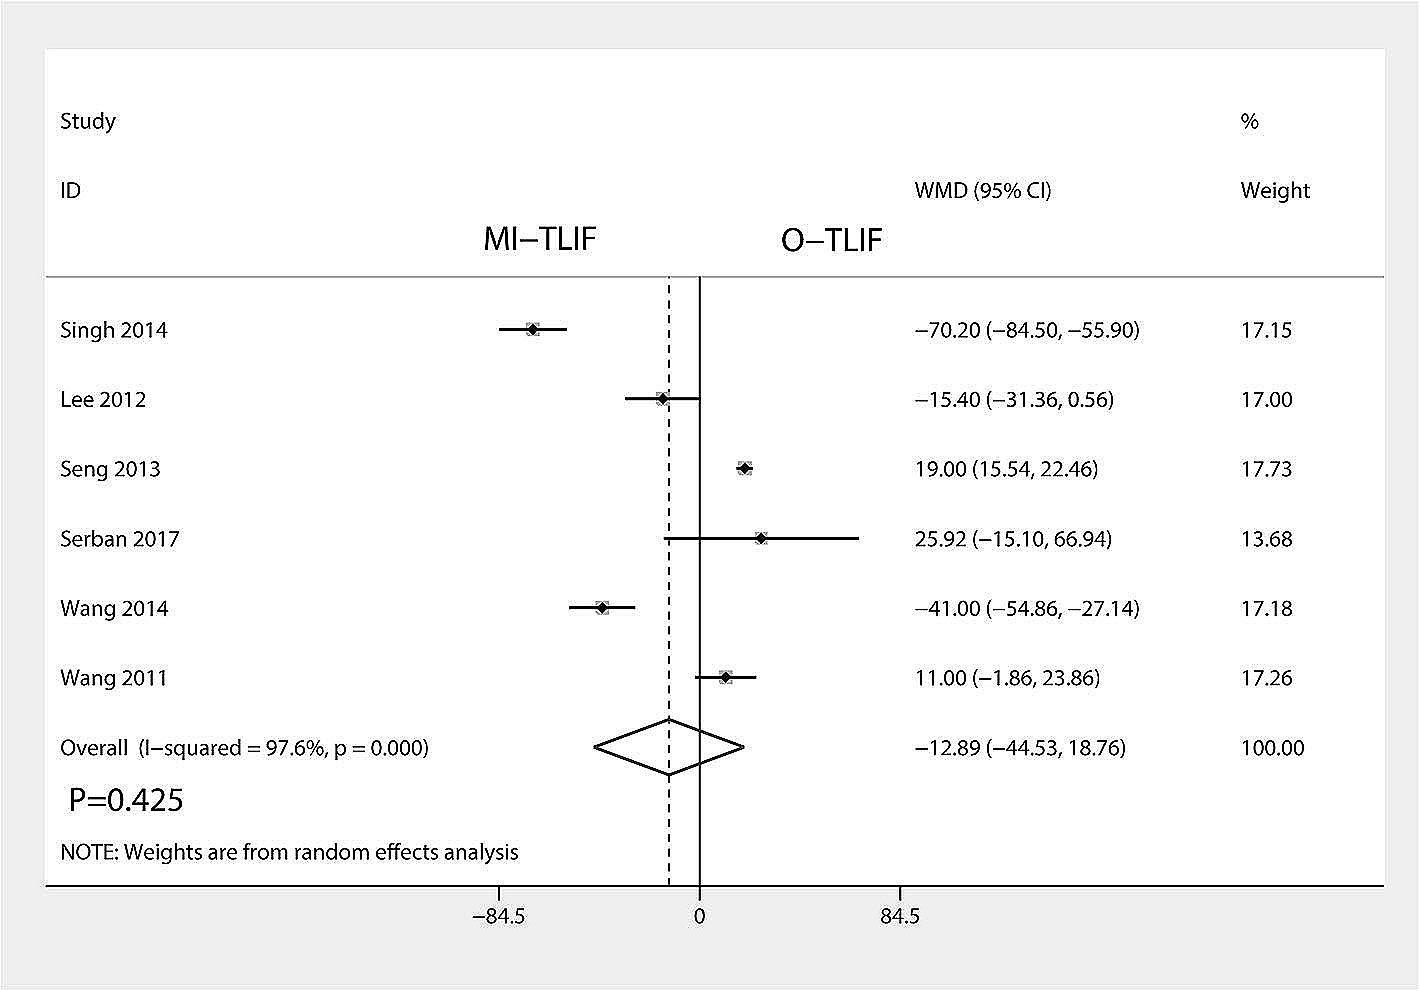 Study %
ID WMD (95% CI) Weight
MI−TLIF O−TLIF
Singh 2014 −70.20 (−84.50, −55.90) 17.15
Lee 2012 −15.40 (−31.36, 0.56) 17.00
Seng 2013 19.00 (15.54, 22.46) 17.73
Serban 2017 25.92 (−15.10, 66.94) 13.68
Wang 2014 −41.00 (−54.86, −27.14) 17.18
Wang 2011 11.00 (−1.86, 23.86) 17.26
Overall (I−squared = 97.6%, p = 0.000) −12.89 (−44.53, 18.76) 100.00
P=0.425
NOTE: Weights are from random effects analysis
−84.5 0 84.5